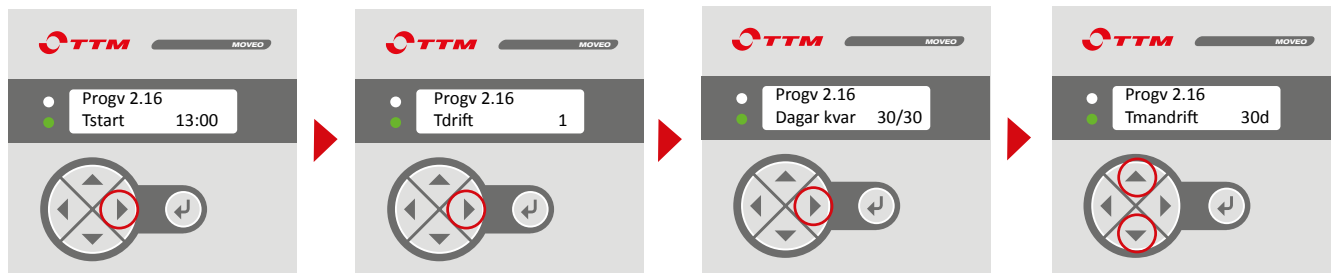 TTM MOVEO
Progv 2.16
Tstart 13:00
TTM MOVEO
Progv 2.16
Tdrift 1
TTM MOVEO
Progv 2.16
Dagar kvar 30/30
TTM MOVEO
Progv 2.16
Tmandrift 30d